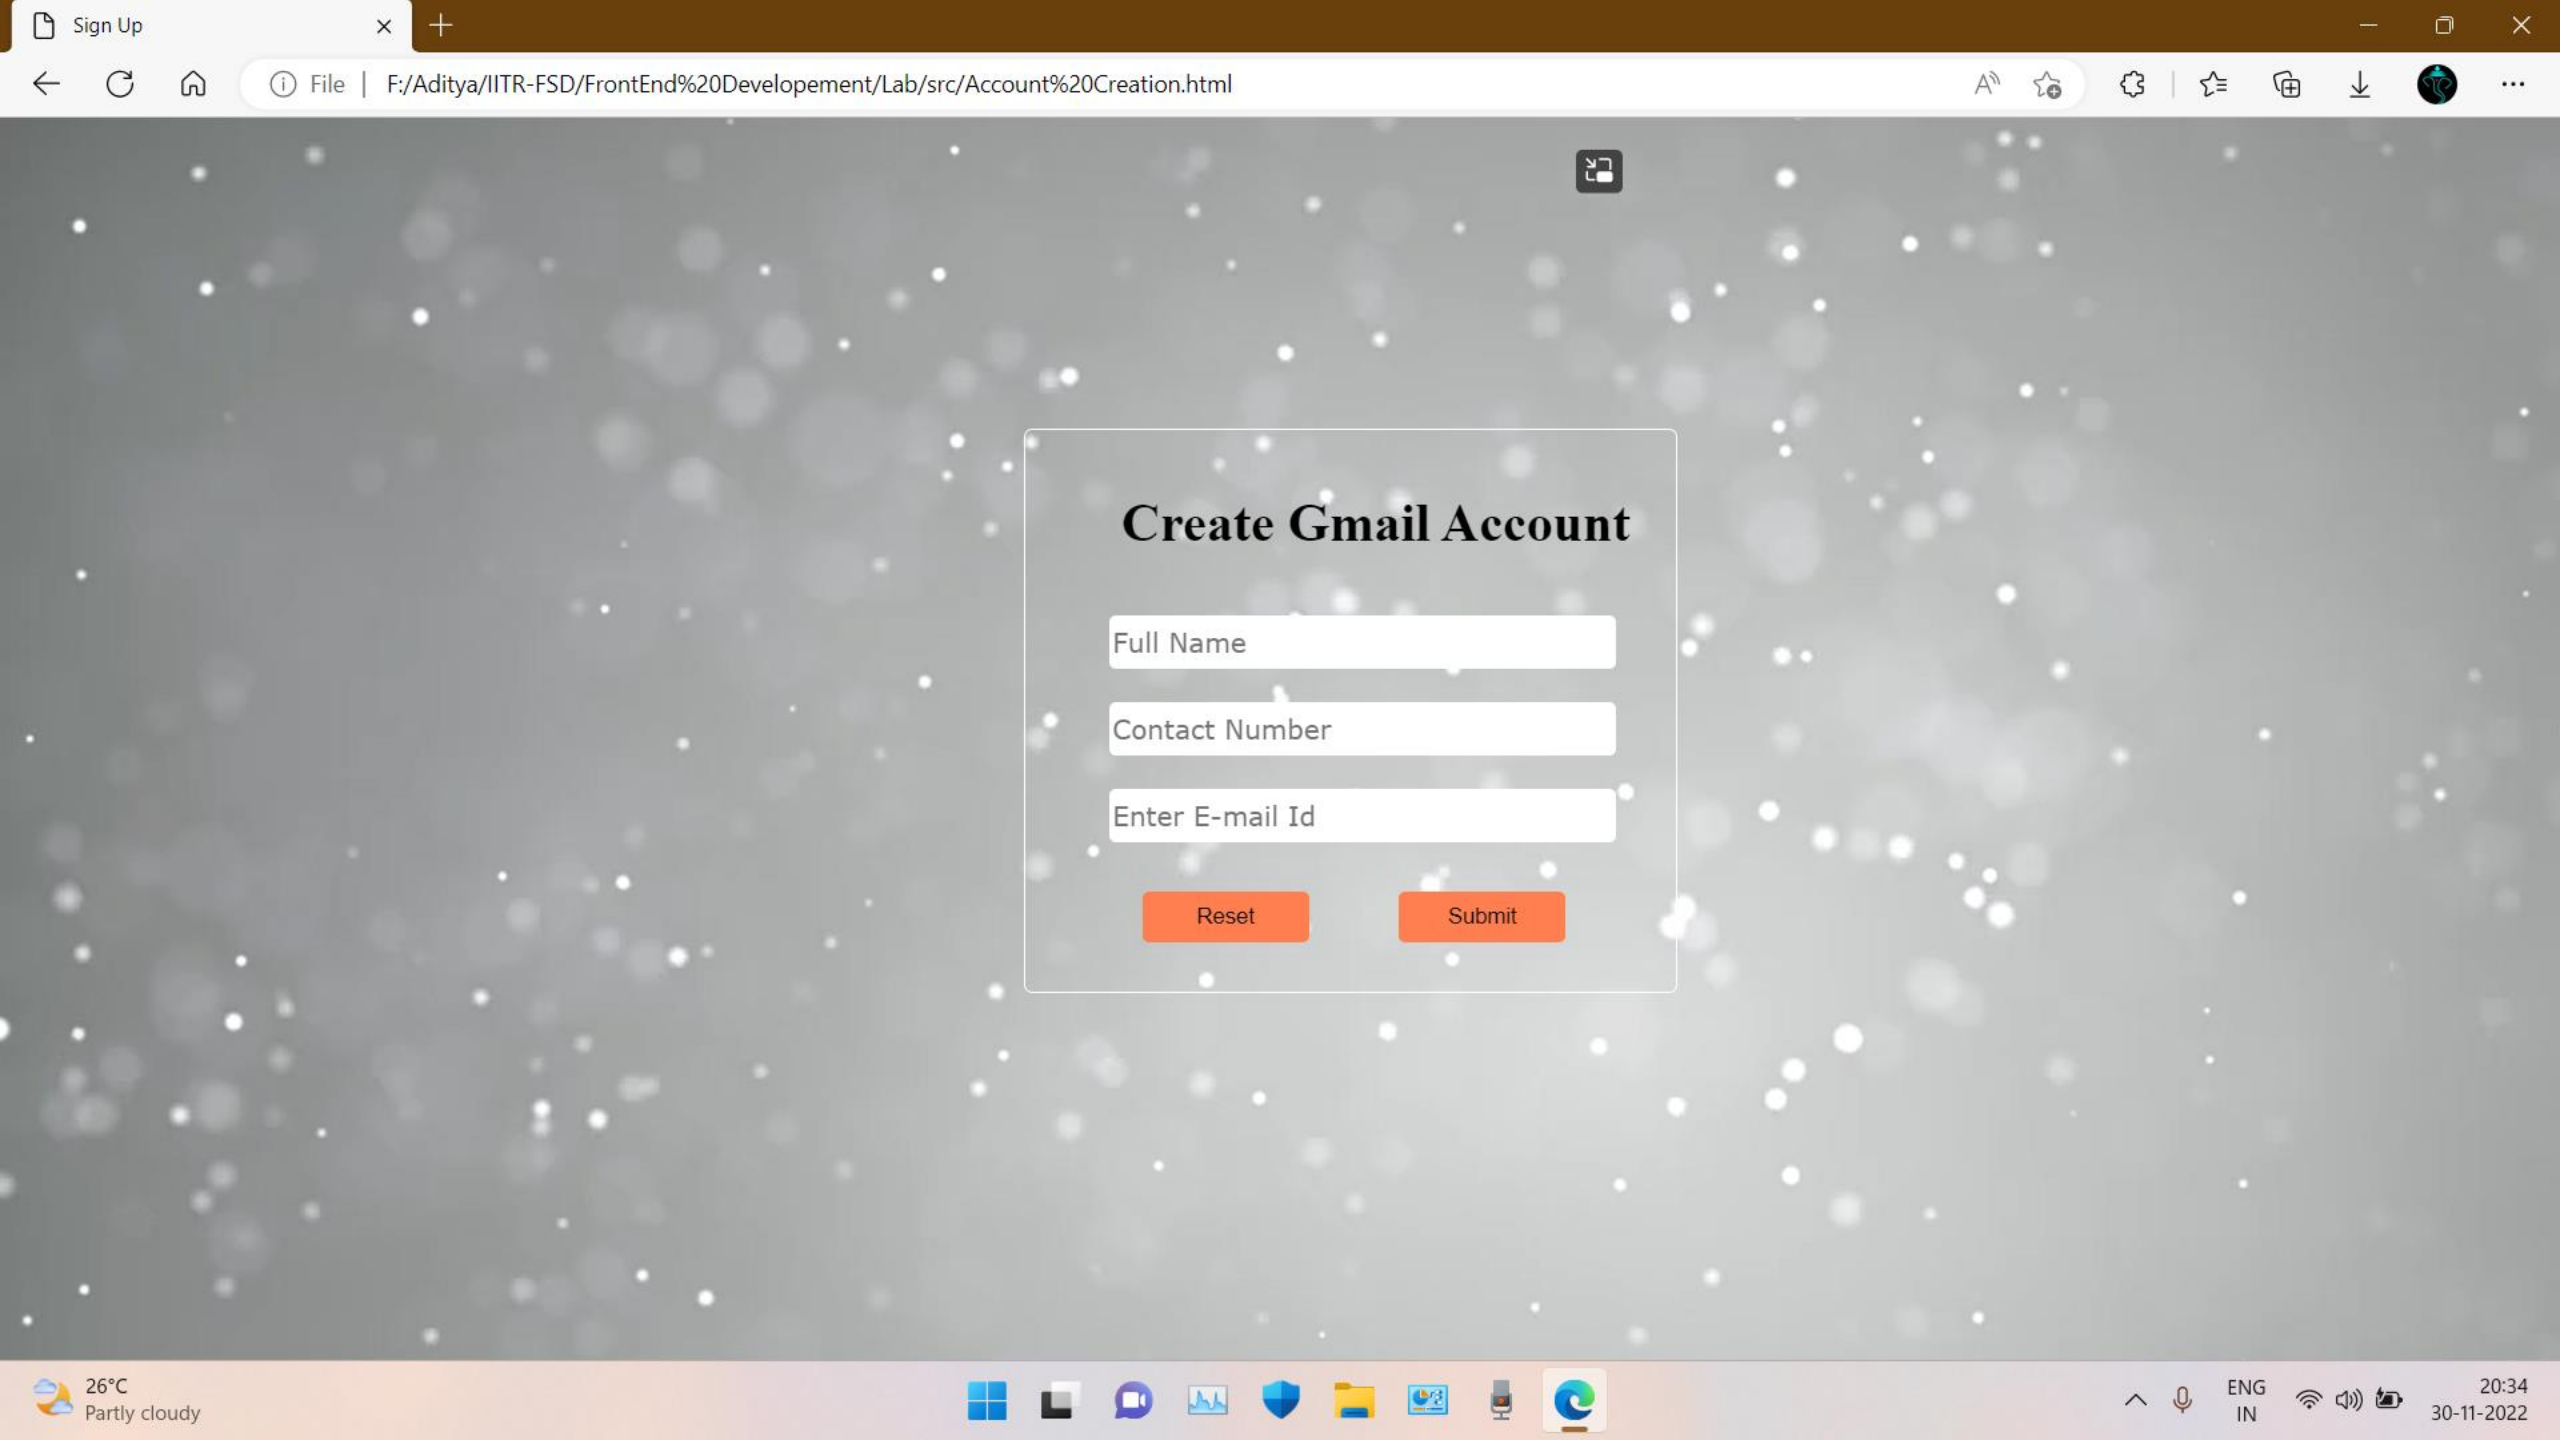 Sign Up
File
F:/Aditya/IITR-FSD/FrontEnd%20Developement/Lab/src/Account%20Creation.html
Create Gmail Account
Full Name
Contact Number
Enter E-mail Id
Reset Submit
26°C
Partly cloudy
ENG
IN
20:34
30-11-2022